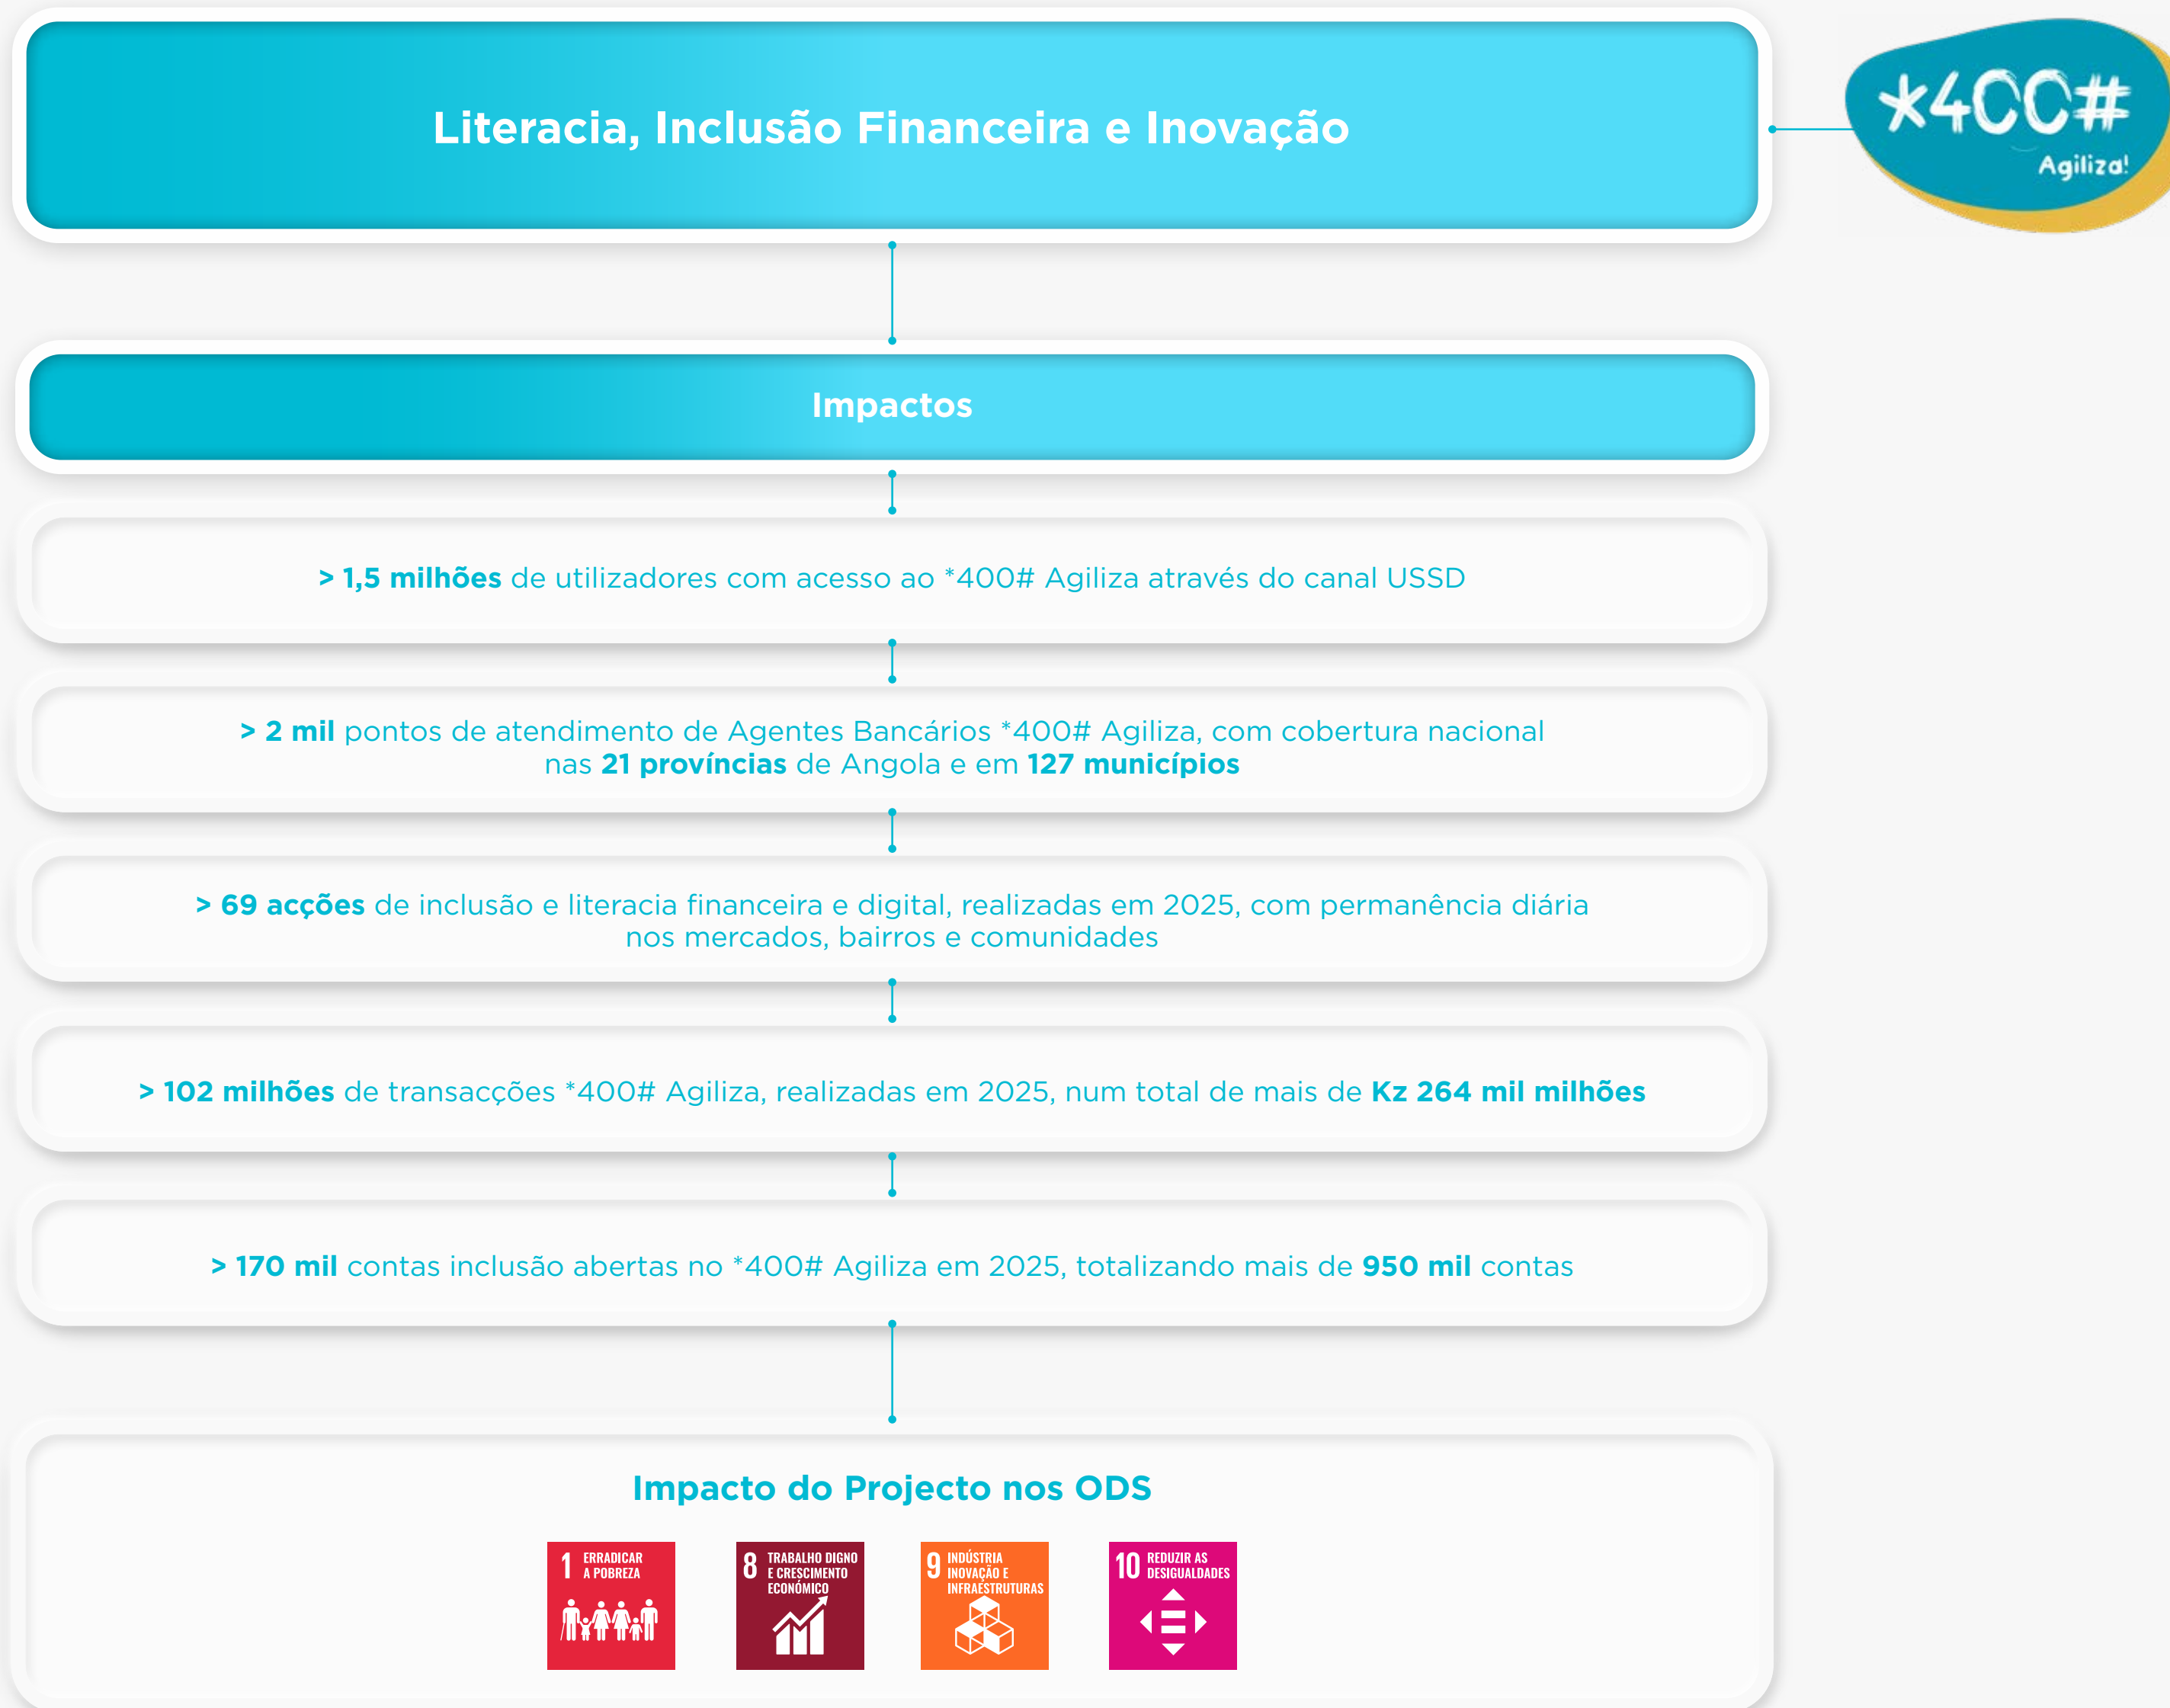 Literacia, Inclusão Financeira e Inovação
*400#
Agiliza!
Impactos
> 1,5 milhões de utilizadores com acesso ao *400# Agiliza através do canal USSD
> 2 mil pontos de atendimento de Agentes Bancários *400# Agiliza, com cobertura nacional
nas 21 províncias de Angola e em 127 municípios
> 69 acções de inclusão e literacia financeira e digital, realizadas em 2025, com permanência diária
nos mercados, bairros e comunidades
> 102 milhões de transacções *400# Agiliza, realizadas em 2025, num total de mais de Kz 264 mil milhões
> 170 mil contas inclusão abertas no *400# Agiliza em 2025, totalizando mais de 950 mil contas
Impacto do Projecto nos ODS
1 ERRADICAR
A POBREZA
8 TRABALHO DIGNO
E CRESCIMENTO
ECONÓMICO
9 INDÚSTRIA
INOVAÇÃO E
INFRAESTRUTURAS
10 REDUZIR AS
DESIGUALDADES